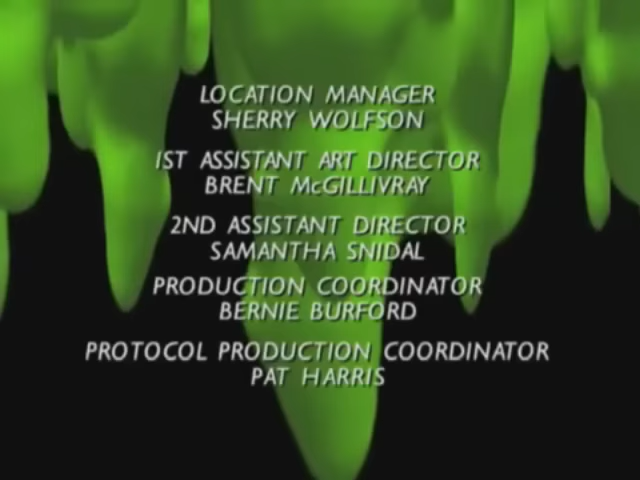 LOCATION MANAGER
SHERRY WOLFSON
1ST ASSISTANT ART DIRECTOR
BRENT McGILLIVRAY
2ND ASSISTANT DIRECTOR
SAMANTHA SNIDAL
PRODUCTION COORDINATOR
BERNIE BURFORD
PROTOCOL PRODUCTION COORDINATOR
PAT HARRIS